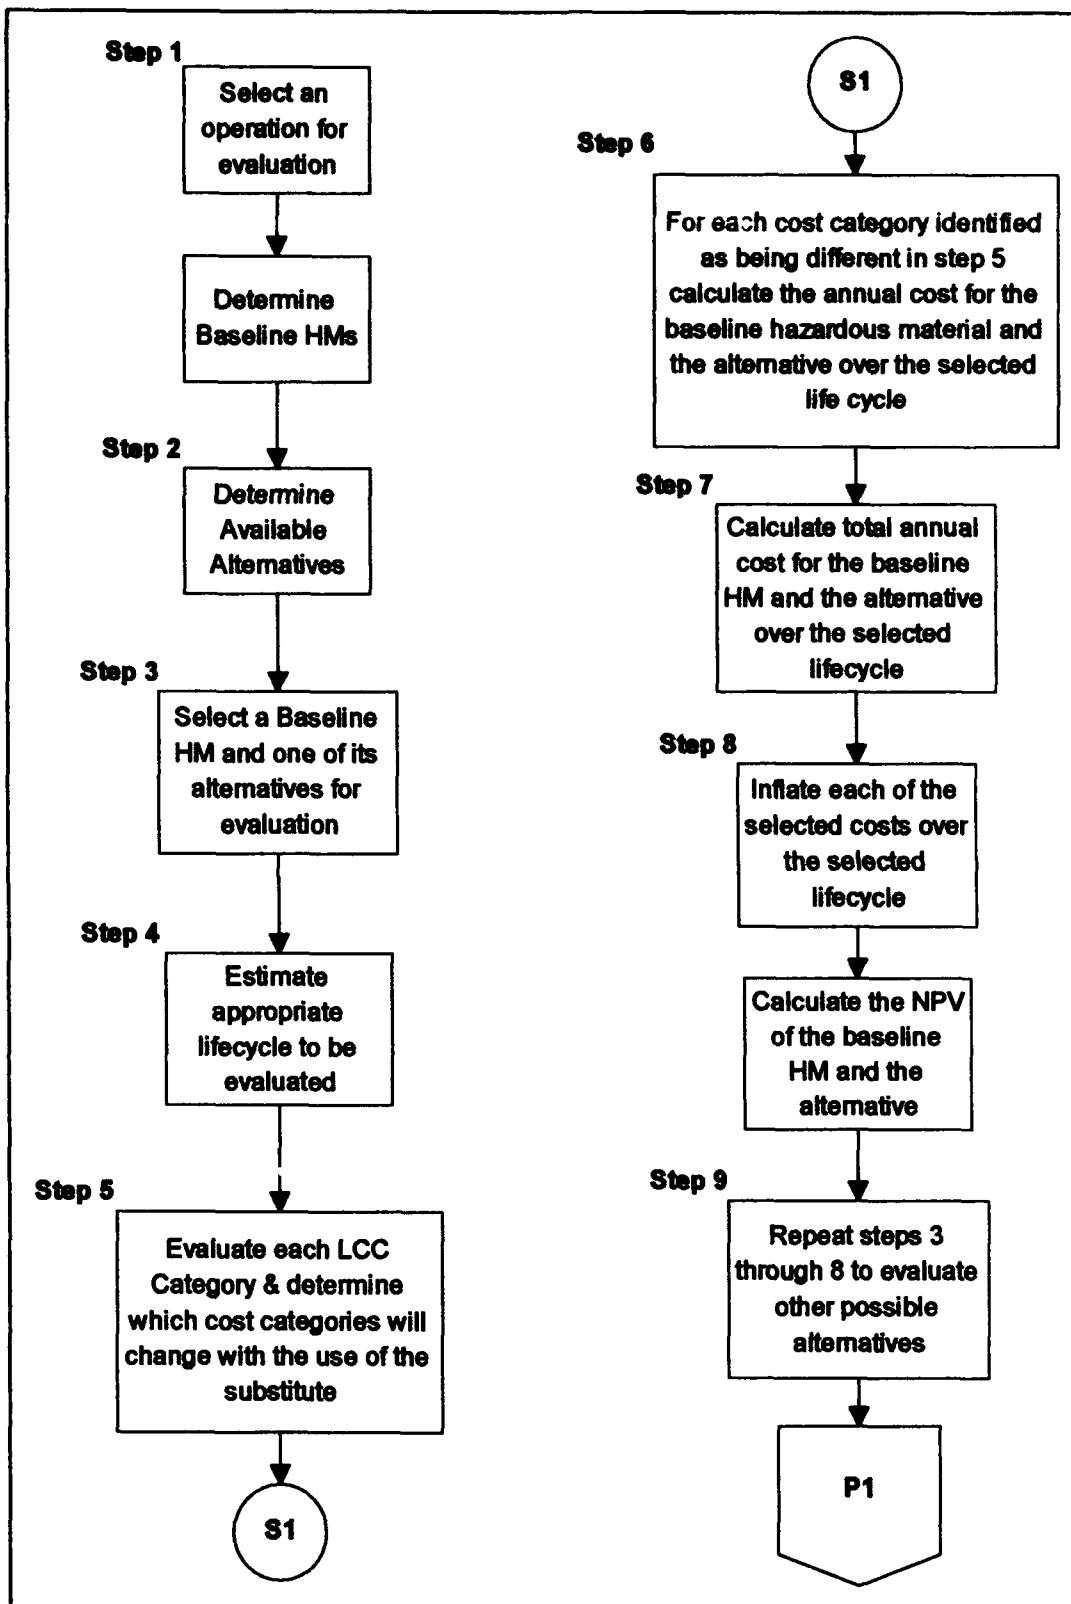 Step 1
Select an
operation for
evaluation
Determine
Baseline HMs
Step 2
Determine
Available
Alternatives
Step 3
Select a Baseline
HM and one of its
alternatives for
evaluation
Step 4
Estimate
appropriate
lifecycle to be
evaluated
Step 5
Evaluate each LCC
Category & determine
which cost categories will
change with the use of the
substitute
S1
S1
Step 6
For each cost category identified
as being different in step 5
calculate the annual cost for the
baseline hazardous material and
the alternative over the selected
life cycle
Step 7
Calculate total annual
cost for the baseline
HM and the alternative
over the selected
lifecycle
Step 8
Inflate each of the
selected costs over
the selected
lifecycle
Calculate the NPV
of the baseline
HM and the
alternative
Step 9
Repeat steps 3
through 8 to evaluate
other possible
alternatives
P1